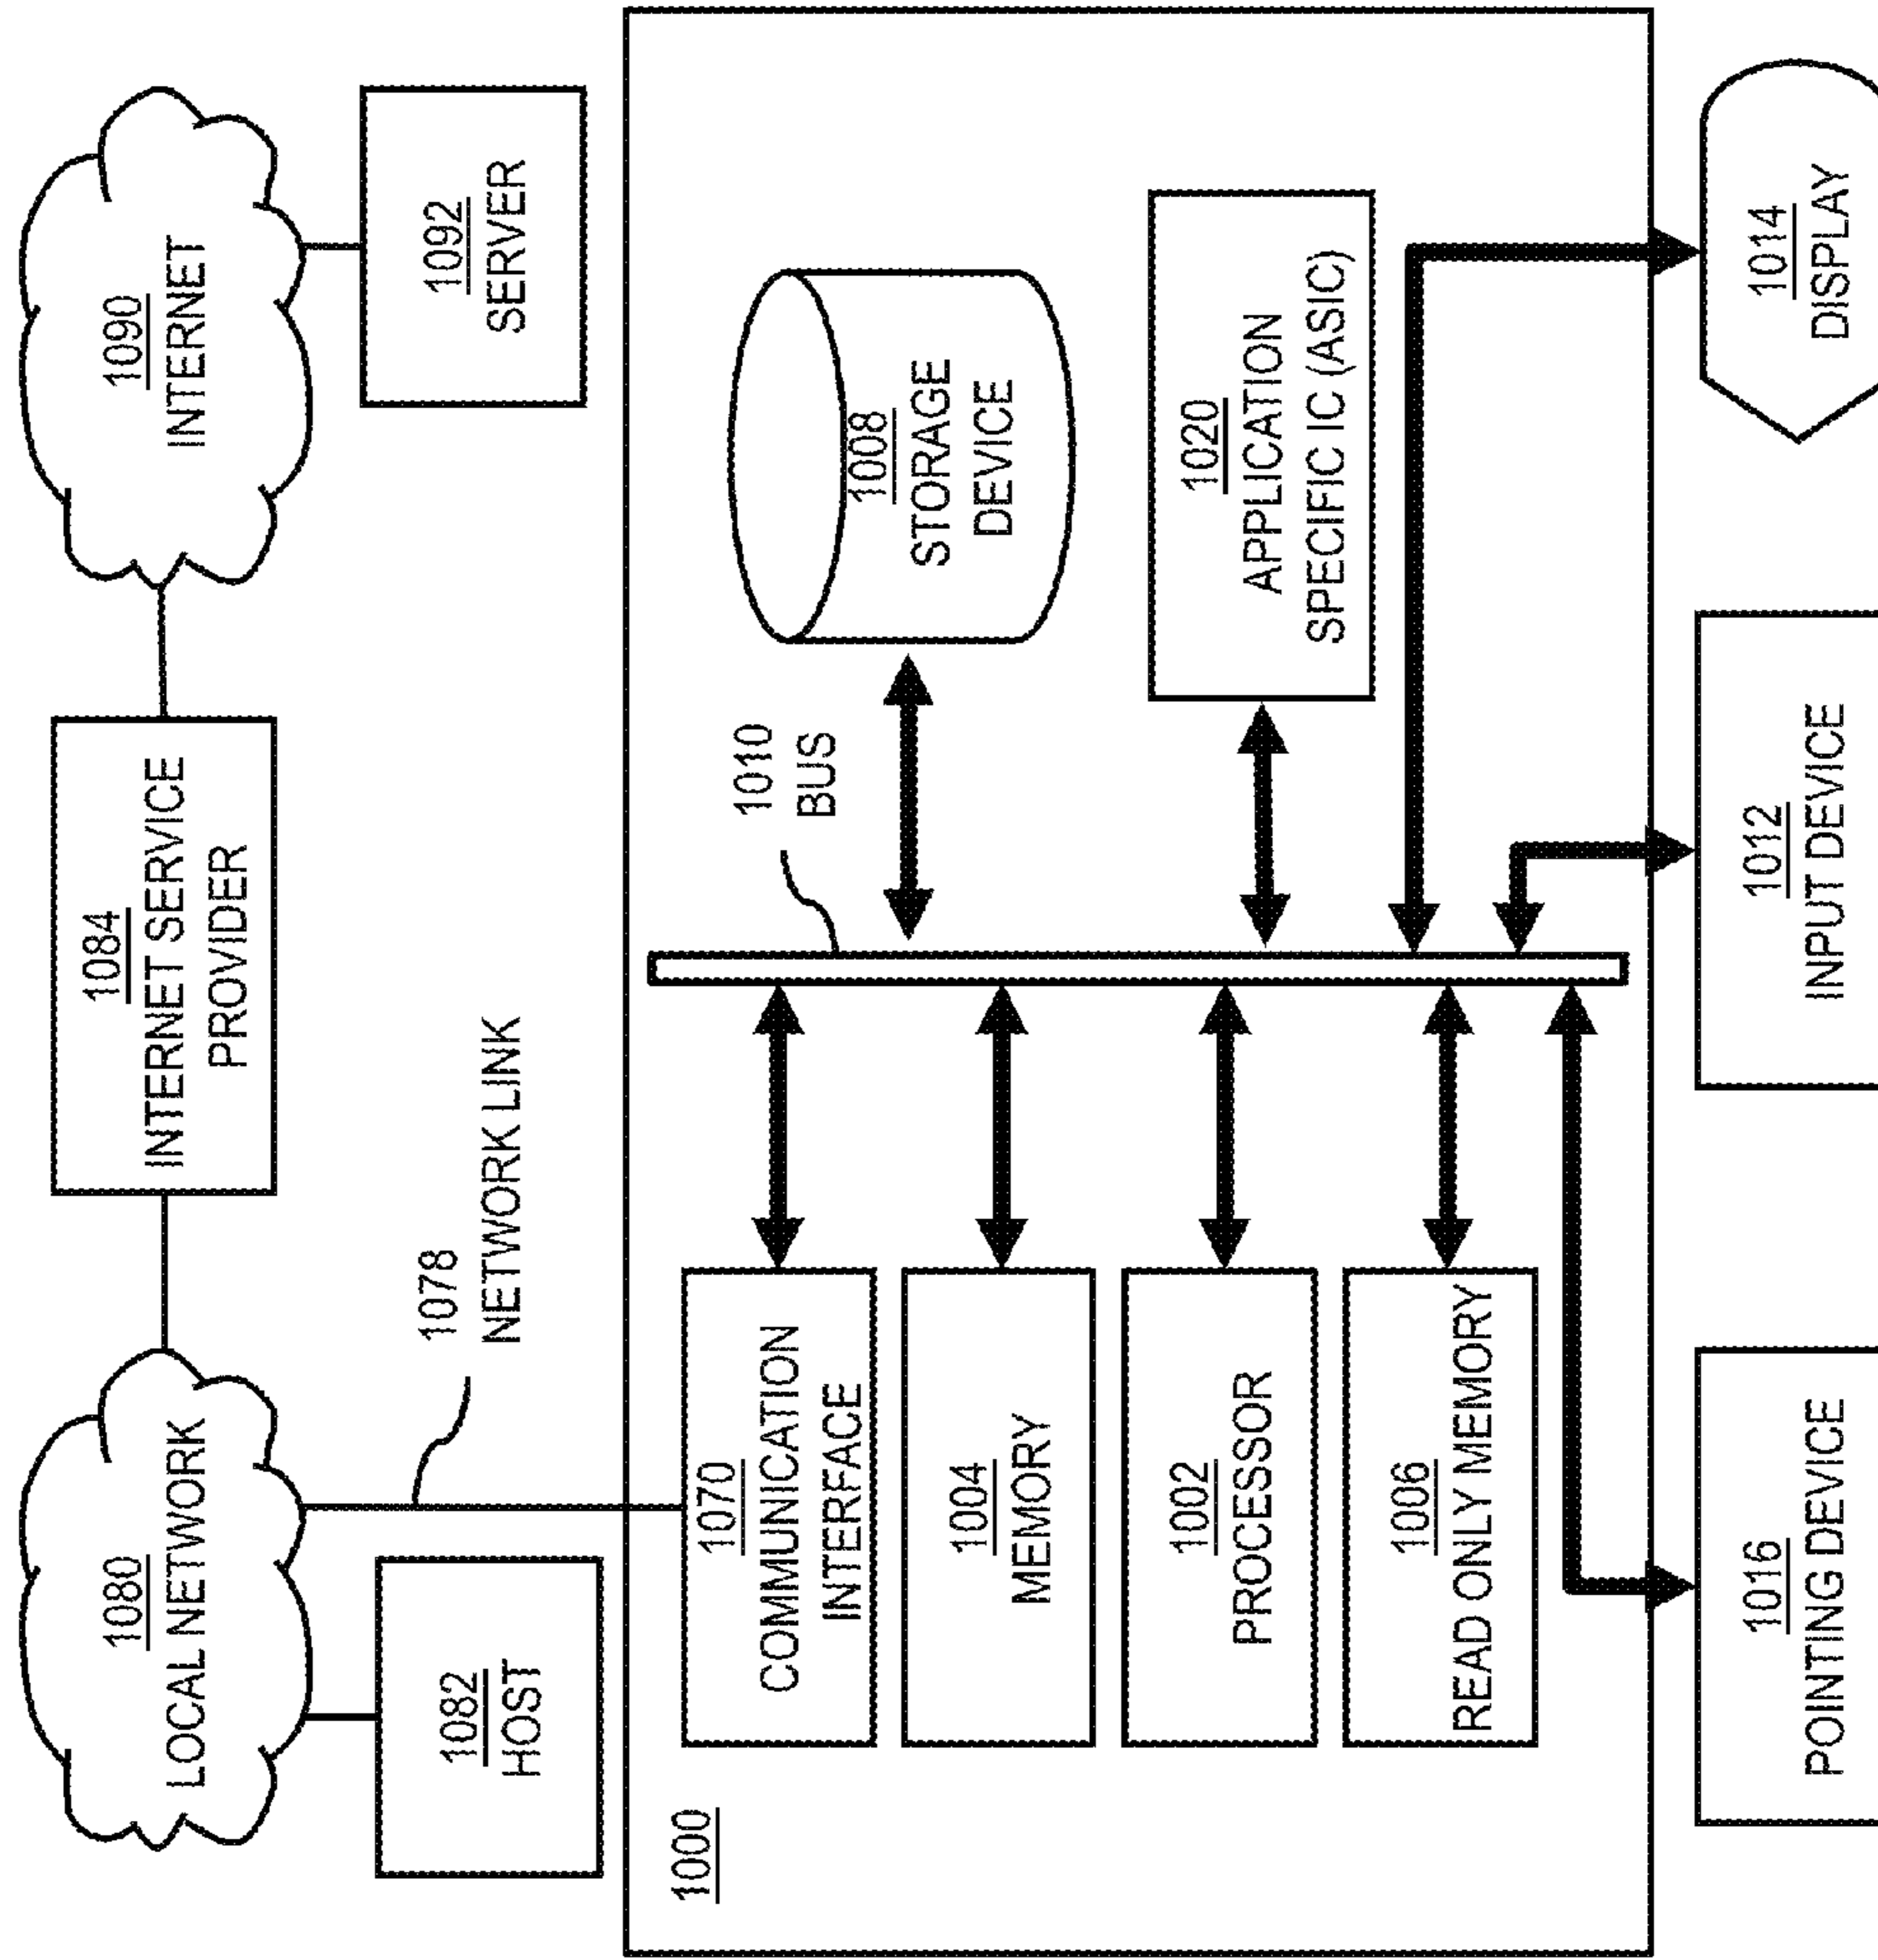 1080
LOCAL NETWORK
1084
INTERNET SERVICE
PROVIDER
1090
INTERNET
1082
HOST
1078
NETWORK LINK
1092
SERVER
1000
1070
COMMUNICATION
INTERFACE
1010
BUS
1008
STORAGE
DEVICE
1004
MEMORY
1002
PROCESSOR
1020
APPLICATION
SPECIFIC IC (ASIC)
1006
READ ONLY MEMORY
1016
POINTING DEVICE
1012
INPUT DEVICE
1014
DISPLAY